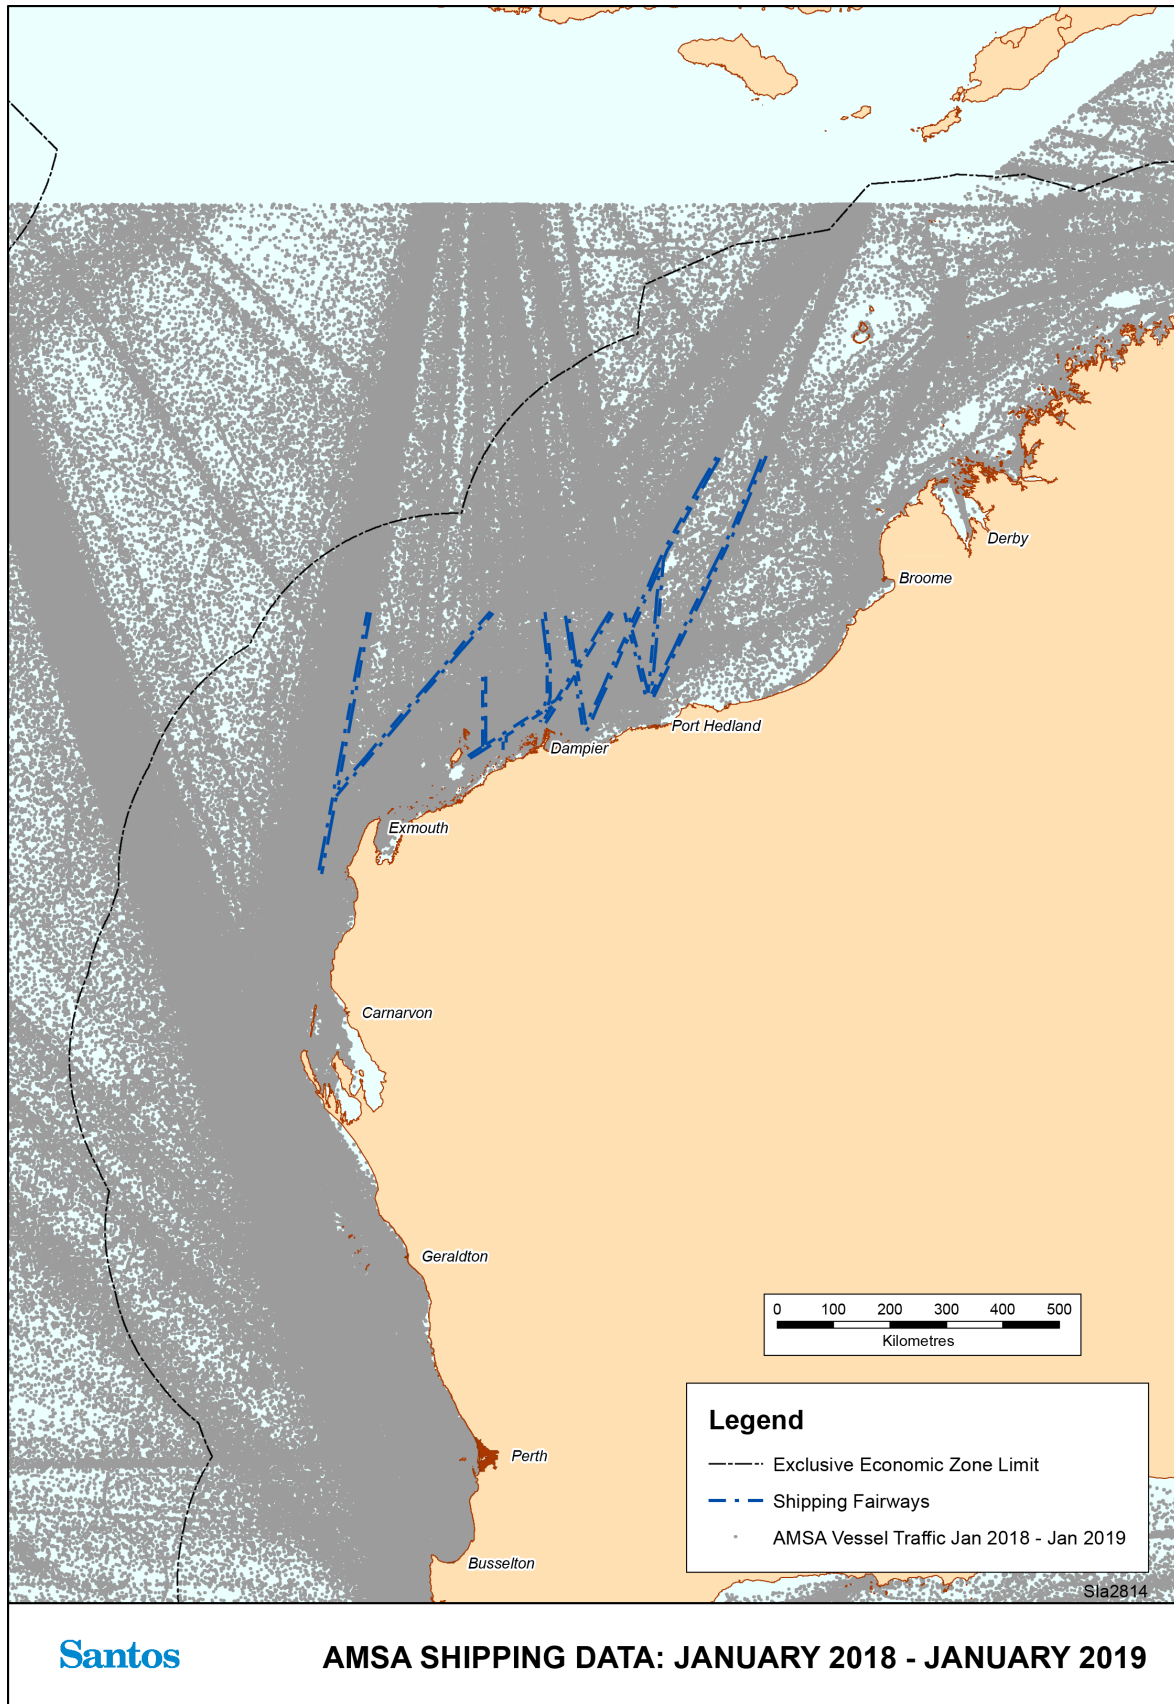 Derby
Broome
Port Hedland
Dampier
Exmouth
Carnarvon
Geraldton
0 100 200 300 400 500
Kilometres
Legend
Exclusive Economic Zone Limit
Shipping Fairways
AMSA Vessel Traffic Jan 2018 - Jan 2019
Perth
Busselton
Sla2814
Santos
AMSA SHIPPING DATA: JANUARY 2018 - JANUARY 2019